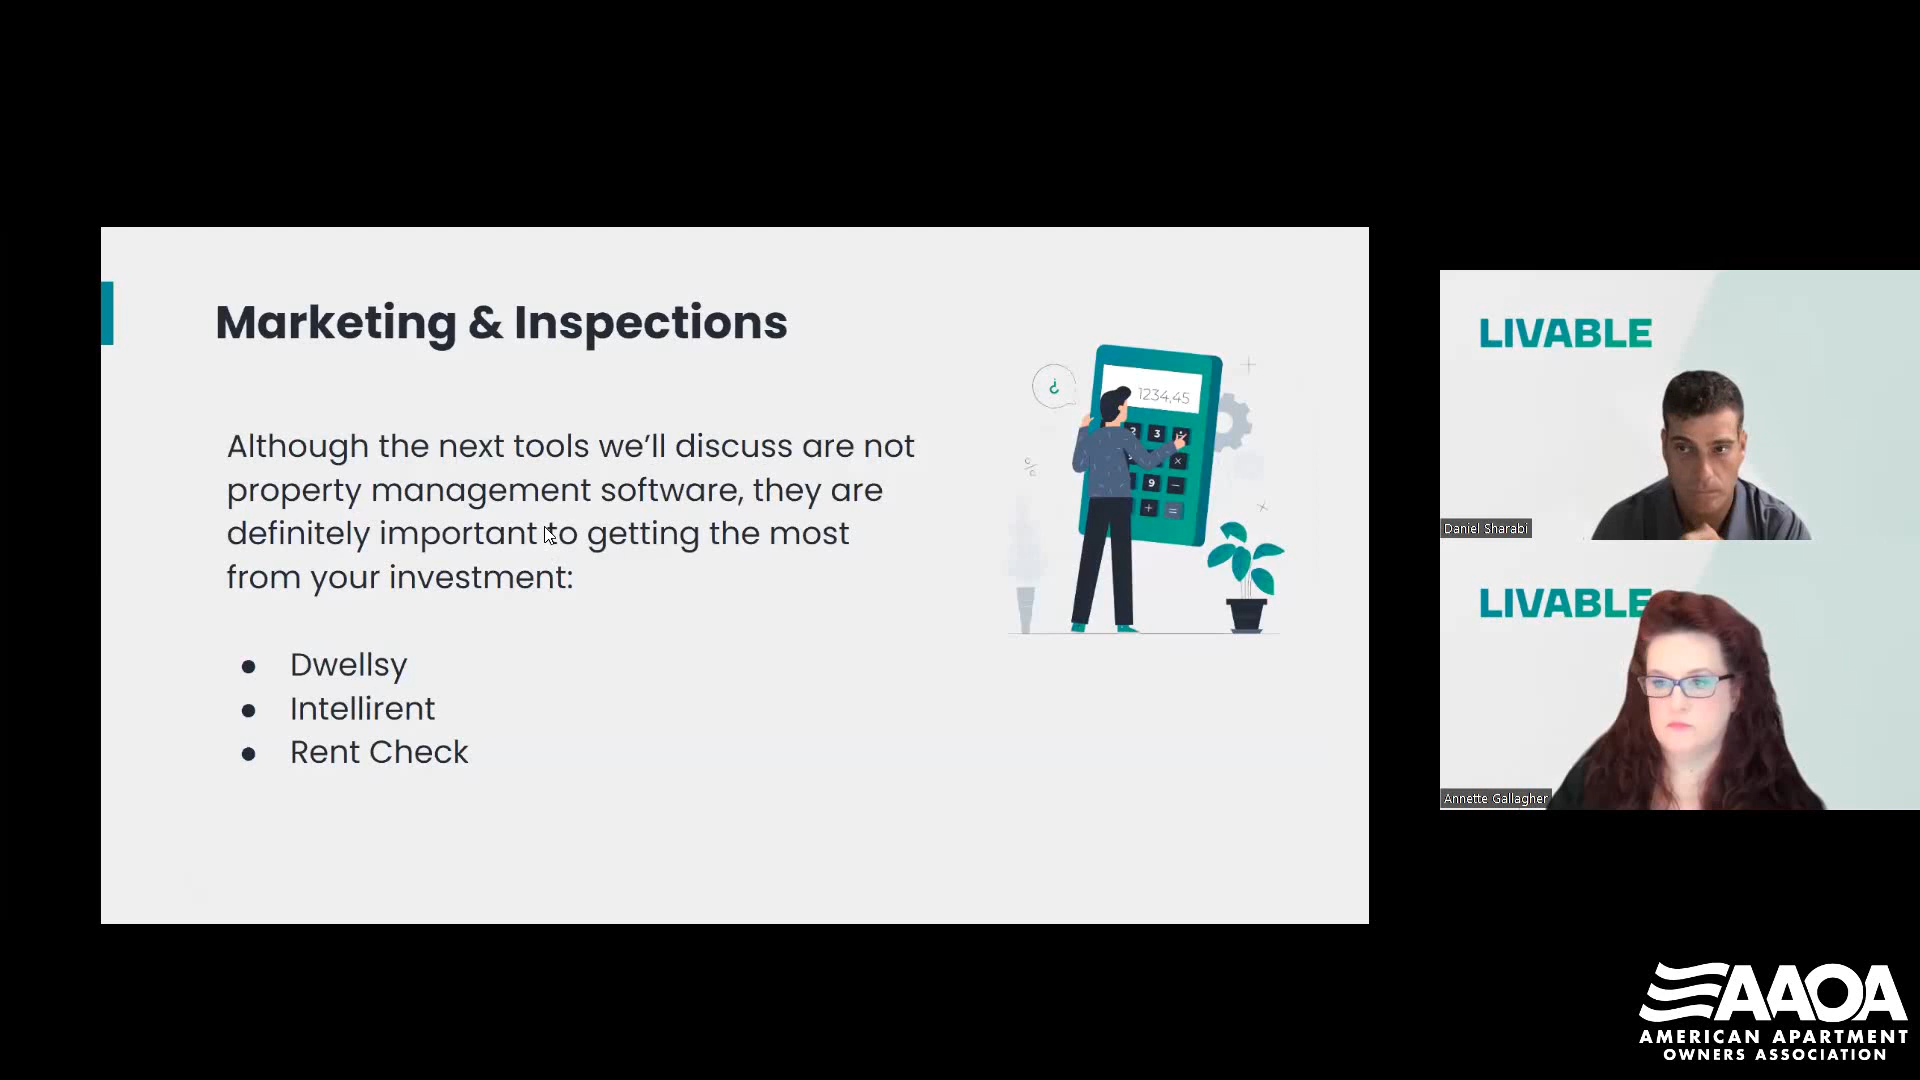 Marketing & Inspections
Although the next tools we’ll discuss are not
property management software, they are
definitely important to getting the most
from your investment:
● Dwellsy
● Intellirent
● Rent Check
1234,45
3
×
9
−
+
=
%
LIVABLE
Daniel Sharabi
LIVABLE
Annette Gallagher
AAOA
AMERICAN APARTMENT
OWNERS ASSOCIATION